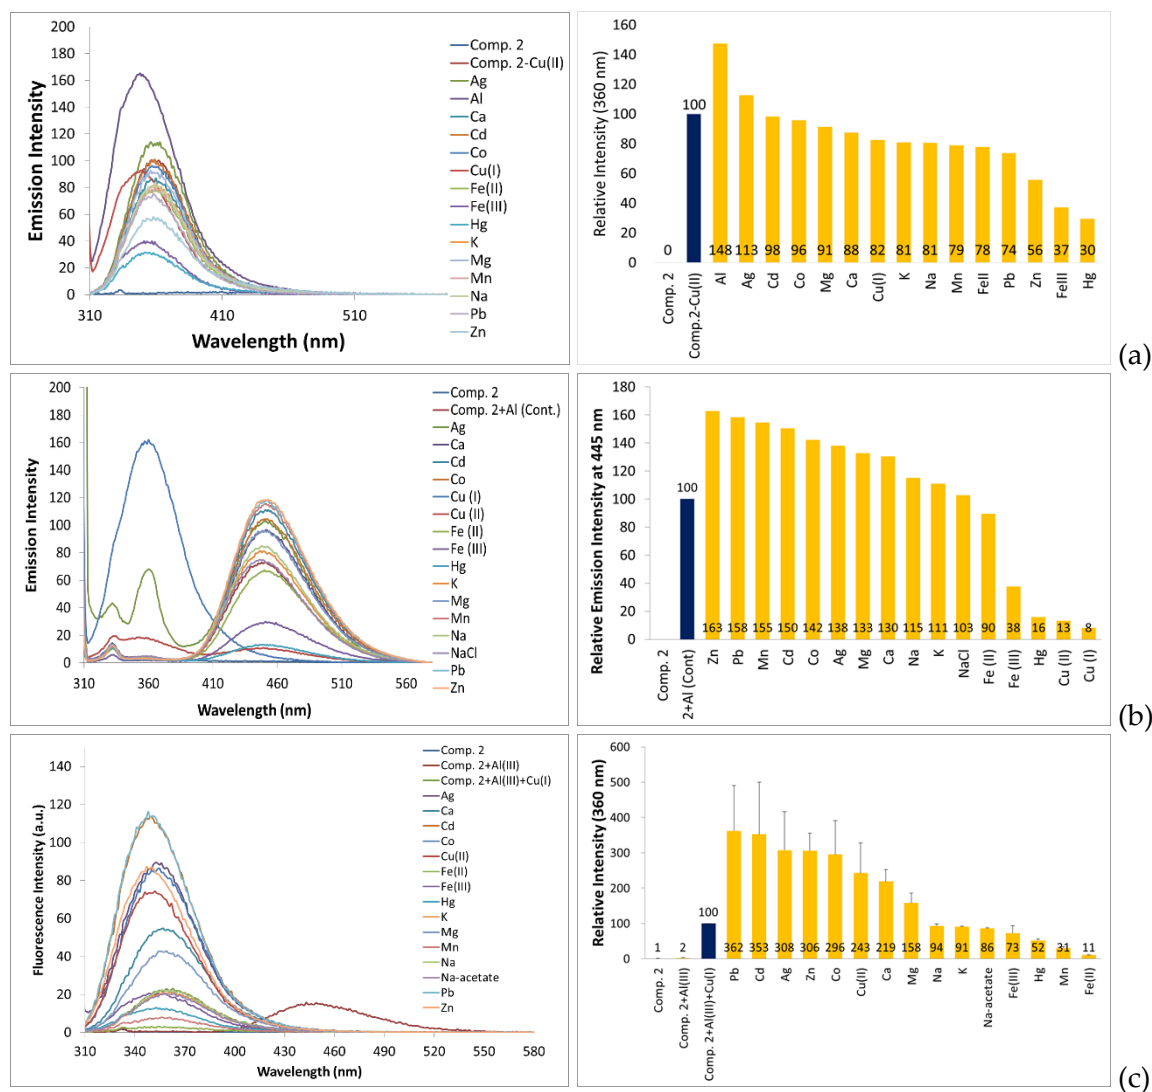 200
180
160
140
120
100
80
60
40
20
0
310
410
Emission Intensity
Wavelength (nm)
Comp. 2
Comp. 2-Cu(II)
Ag
Al
Ca
Cd
Co
Cu(I)
Fe(II)
Fe(III)
Hg
K
Mg
Mn
Na
Pb
Zn
160
140
120
100
80
60
40
20
0
Relative Intensity (360 nm)
100
0
148 113 98 96 91 88 82 81 81 79 78 74 56 37 30
Comp. 2
Comp.2-Cu(II)
Al
Ag
Cd
Co
Mg
Ca
Cu(I)
K
Na
Mn
FeII
Pb
Zn
FeIII
Hg
(a)
200
180
160
140
120
100
80
60
40
20
0
310 360 410 460 510 560
Emission Intensity
Wavelength (nm)
Comp. 2
Comp. 2+Al (Cont.)
Ag
Ca
Cd
Co
Cu (I)
Cu (II)
Fe (II)
Fe (III)
Hg
K
Mg
Mn
Na
NaCl
Pb
Zn
180
160
140
120
100
80
60
40
20
0
Relative Emission Intensity at 445 nm
100
163 158 155 150 142 138 133 130 115 111 103 90 38 16 13 8
Comp. 2
2+Al (Cont)
Zn
Pb
Mn
Cd
Co
Ag
Mg
Ca
Na
K
NaCl
Fe (II)
Fe (III)
Hg
Cu (II)
Cu (I)
(b)
140
120
100
80
60
40
20
0
310 340 370 400 430 460 490 520 550 580
Fluorescence Intensity (a.u.)
Wavelength (nm)
Comp. 2
Comp. 2+Al(III)
Comp. 2+Al(III)+Cu(I)
Ag
Ca
Cd
Co
Cu(II)
Fe(II)
Fe(III)
Hg
K
Mg
Mn
Na
Na-acetate
Pb
Zn
600
500
400
300
200
100
0
Relative Intensity (360 nm)
100
1 2 362 353 308 306 296 243 219 158 94 91 86 73 52 31 11
Comp. 2
Comp. 2+Al(III)
Comp. 2+Al(III)+Cu(I)
Pb
Cd
Ag
Zn
Co
Cu(II)
Ca
Mg
Na
K
Na-acetate
Fe(III)
Hg
Mn
Fe(II)
(c)